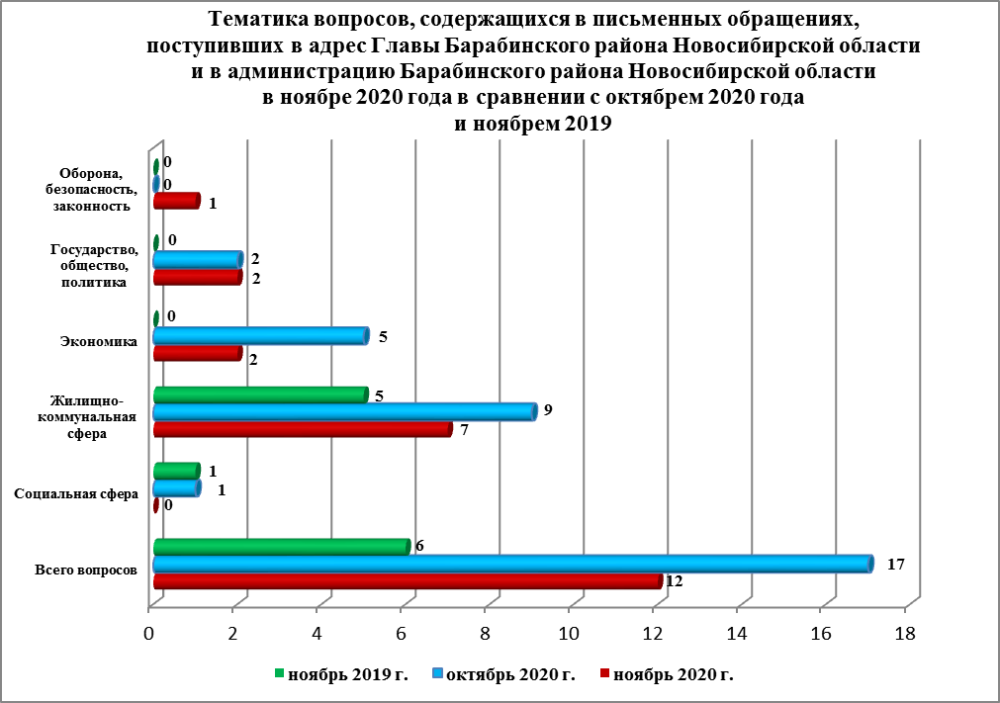 Тематика вопросов, содержащихся в письменных обращениях,
поступивших в адрес Главы Барабинского района Новосибирской области
и в администрацию Барабинского района Новосибирской области
в ноябре 2020 года в сравнении с октябрем 2020 года
и ноябрем 2019
Оборона,
безопасность,
законность
0
0
1
Государство,
общество,
политика
0
2
2
Экономика
0
5
2
Жилищно-
коммунальная
сфера
5
9
7
Социальная сфера
1
1
0
Всего вопросов
6
17
12
0 2 4 6 8 10 12 14 16 18
ноябрь 2019 г. октябрь 2020 г. ноябрь 2020 г.